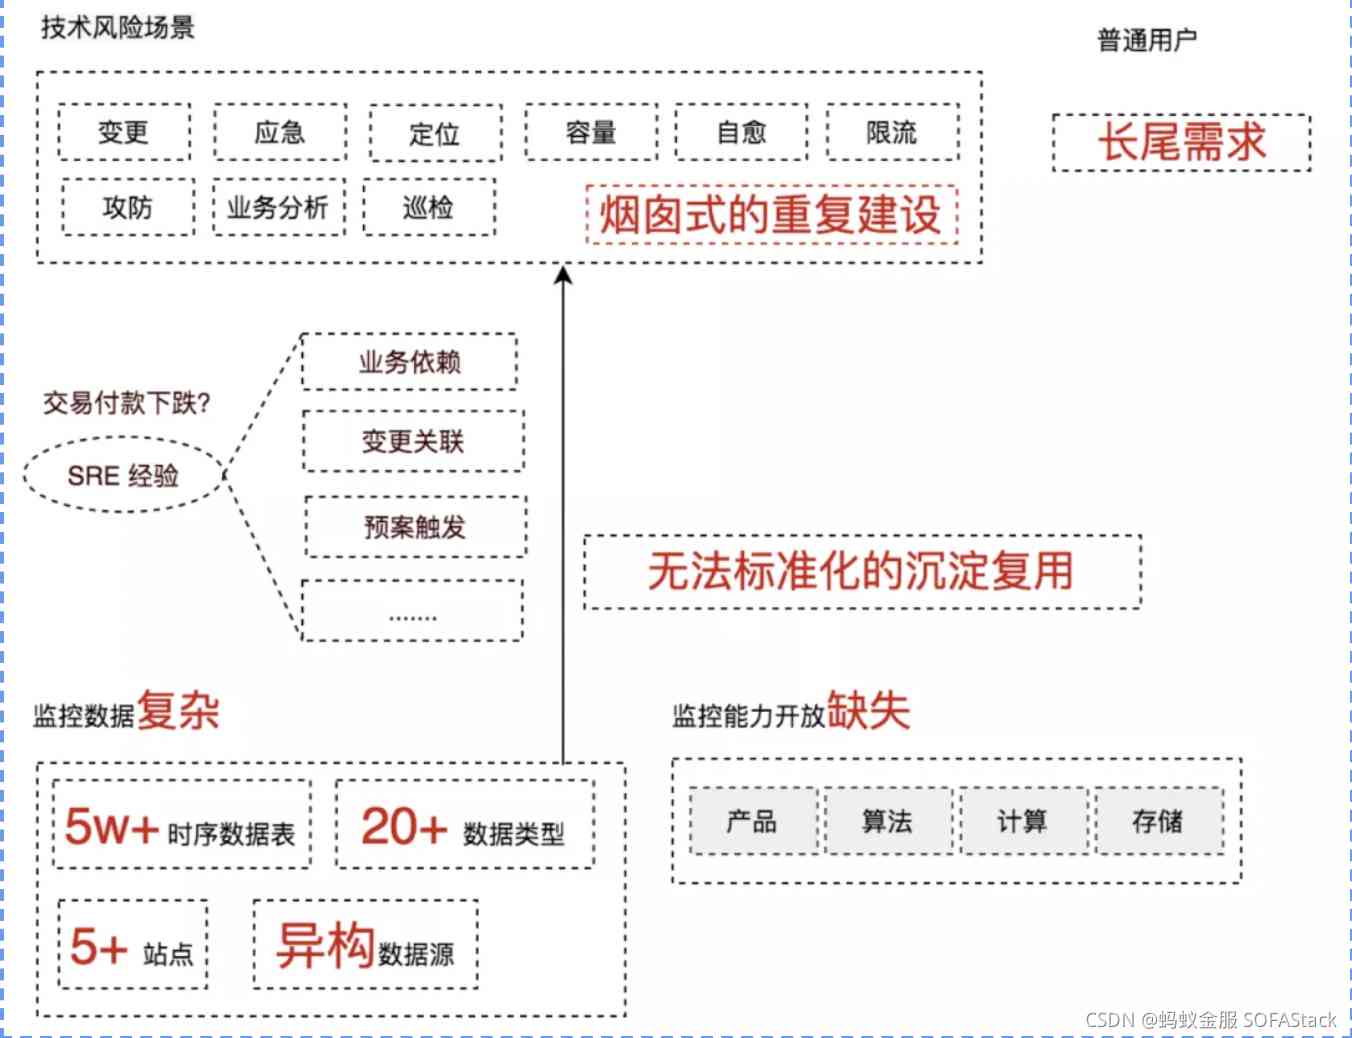 技术风险场景
普通用户
变更 应急 定位 容量 自愈 限流
长尾需求
攻防 业务分析 巡检 烟囱式的重复建设
业务依赖
交易付款下跌?
变更关联
SRE 经验
预案触发
无法标准化的沉淀复用
.......
监控数据复杂
监控能力开放缺失
5w+ 时序数据表 20+ 数据类型
产品 算法 计算 存储
5+ 站点 异构数据源
CSDN @蚂蚁金服 SOFAStack